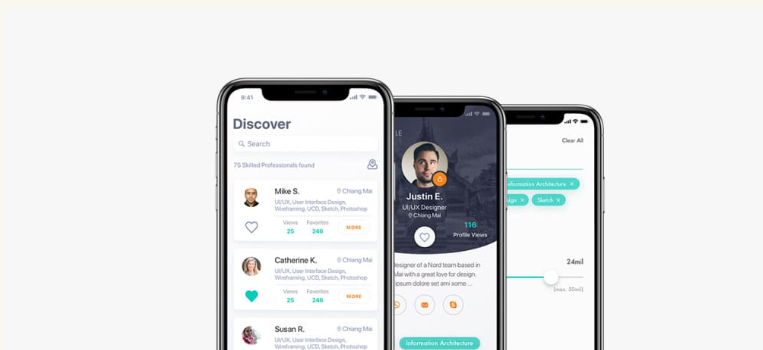 9:41
Discover
Search
75 Skilled Professionals found
Mike S.
Chiang Mai
UI/UX, User Interface Design,
Wireframing, UCD, Sketch, Photoshop
Views
Favorites
25
246
MORE
Catherine K.
Chiang Mai
UI/UX, User Interface Design,
Wireframing, UCD, Sketch, Photoshop
Views
Favorites
25
246
MORE
Susan R.
Chiang Mai
UI/UX, User Interface Design,
Wireframing, UCD, Sketch, Photoshop
LE
Justin E.
UI/UX Designer
Chiang Mai
116
Profile Views
esigner of a Nord team based in
Mai with a great love for design.
ipsum dolore set ami some ...
Information Architecture
Clear All
nformation Architecture ×
sign ×
Sketch ×
24mil
(max. 30mil)